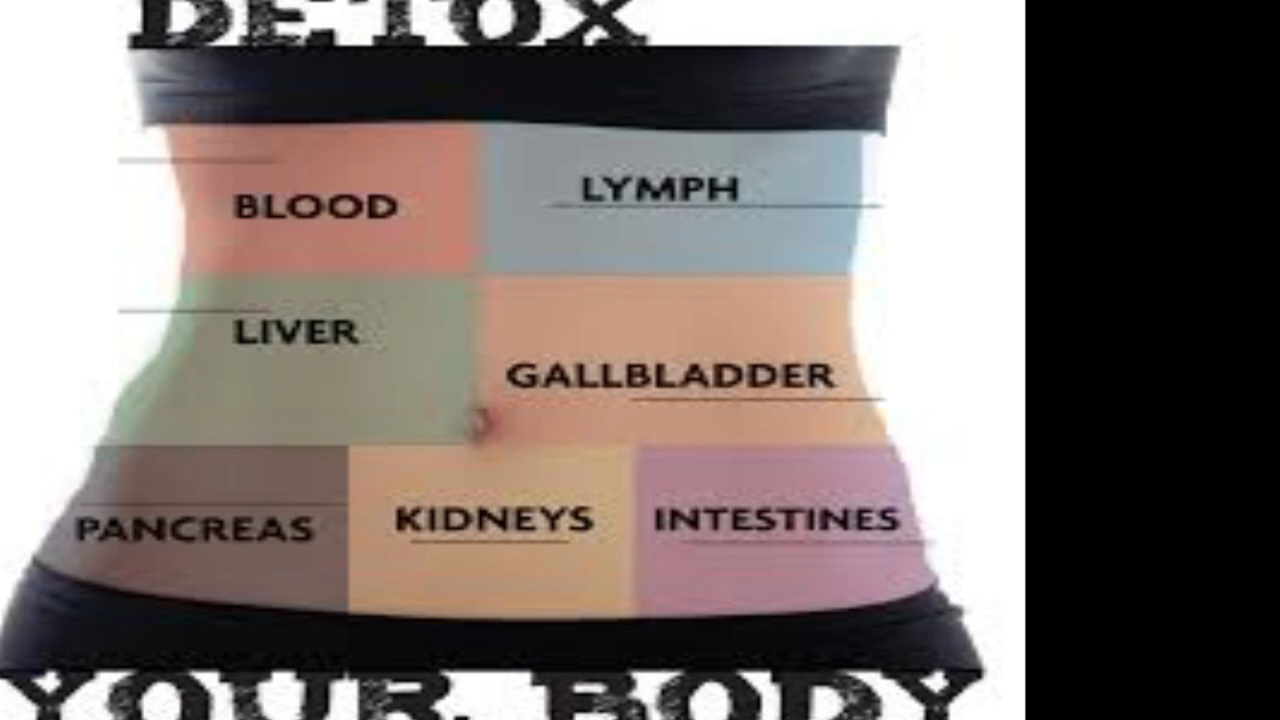 DETOX
BLOOD
LYMPH
LIVER
GALLBLADDER
PANCREAS
KIDNEYS
INTESTINES
YOUR BODY